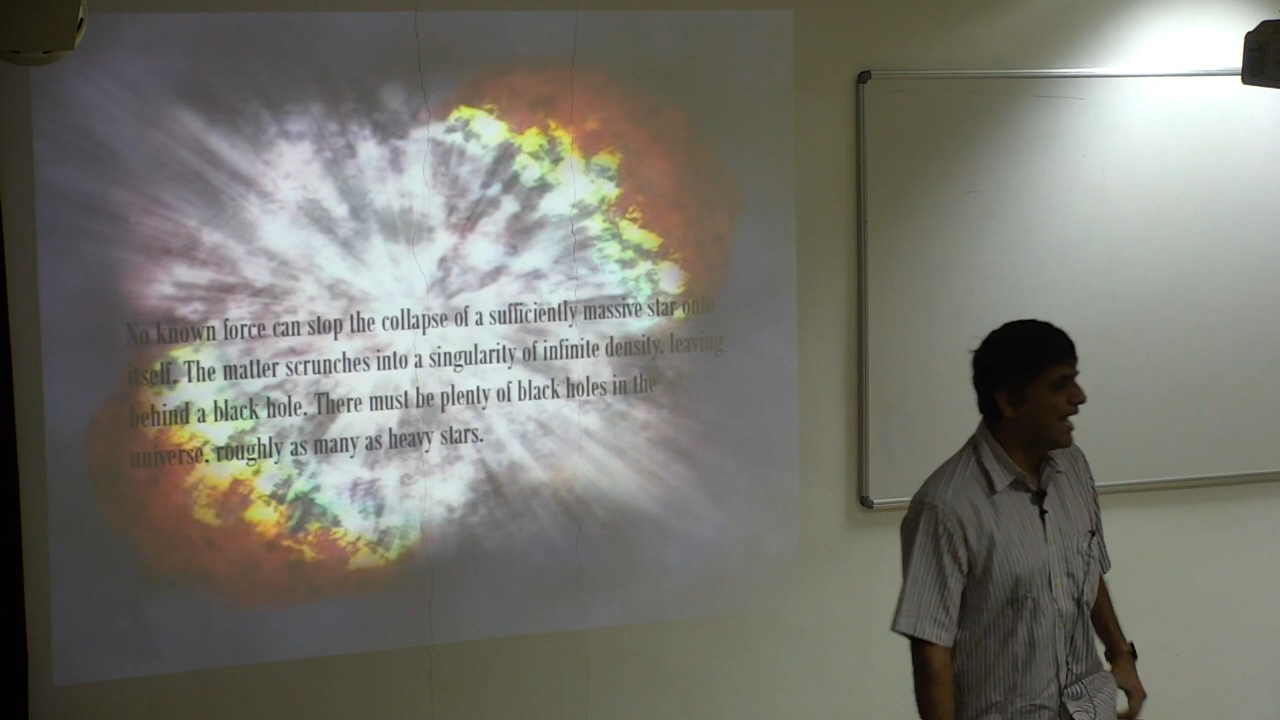 No known force can stop the collapse of a sufficiently massive star onto
itself. The matter scrunches into a singularity of infinite density, leaving
behind a black hole. There must be plenty of black holes in the
universe, roughly as many as heavy stars.